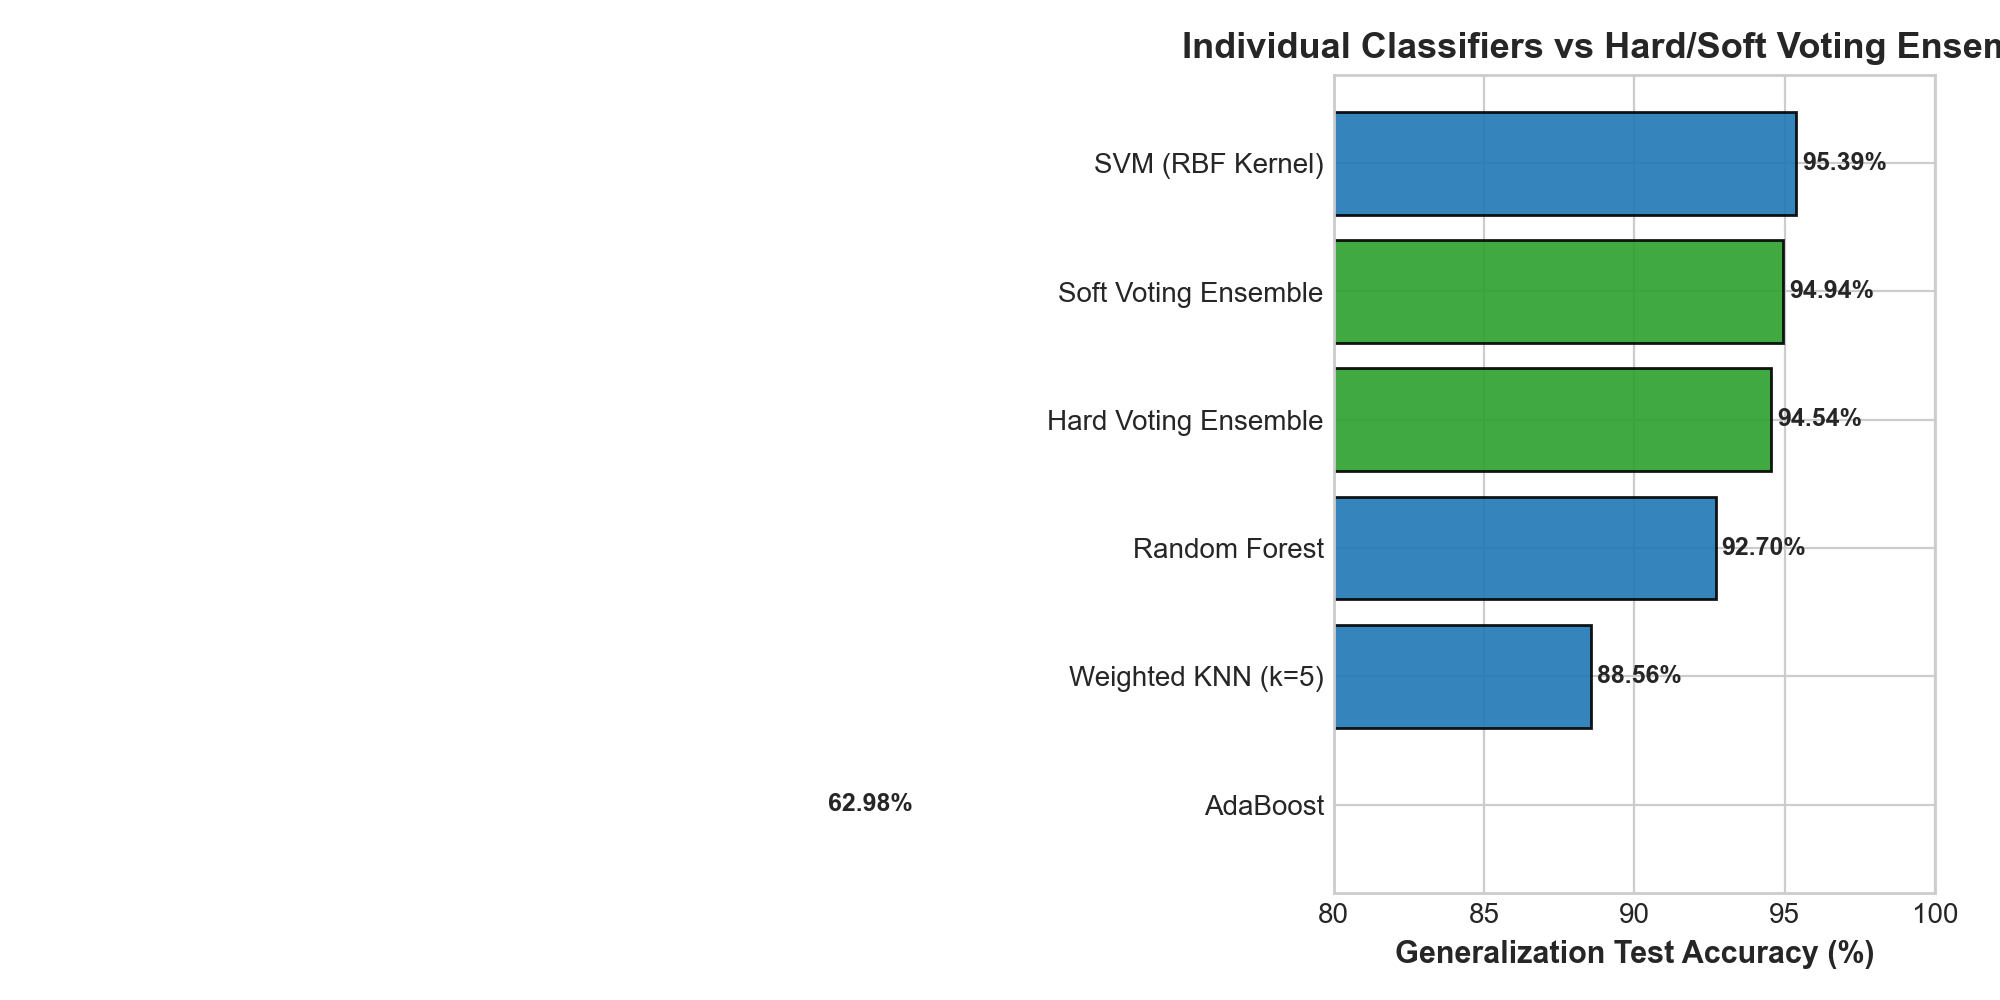 Individual Classifiers vs Hard/Soft Voting Ensem
SVM (RBF Kernel) 95.39%
Soft Voting Ensemble 94.94%
Hard Voting Ensemble 94.54%
Random Forest 92.70%
Weighted KNN (k=5) 88.56%
62.98% AdaBoost
80 85 90 95 100
Generalization Test Accuracy (%)